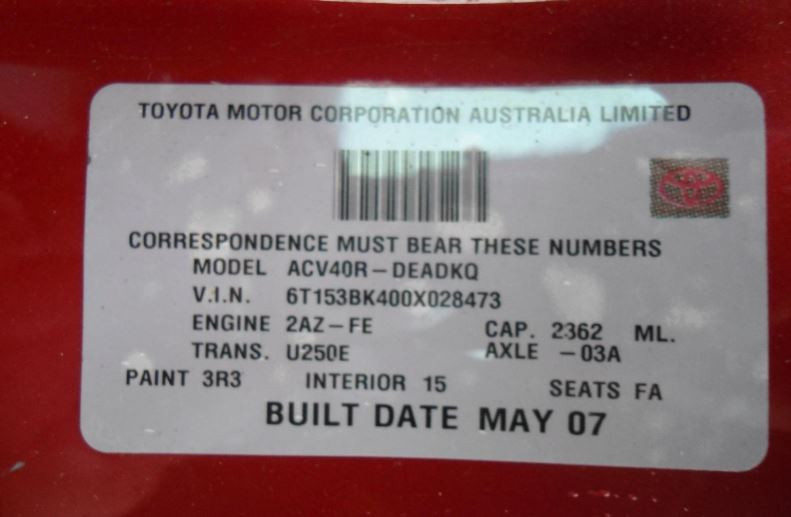 TOYOTA MOTOR CORPORATION AUSTRALIA LIMITED
CORRESPONDENCE MUST BEAR THESE NUMBERS
MODEL ACV40R-DEADKQ
V.I.N. 6T153BK400X028473
ENGINE 2AZ-FE CAP. 2362 ML.
TRANS. U250E AXLE -03A
PAINT 3R3 INTERIOR 15 SEATS FA
BUILT DATE MAY 07